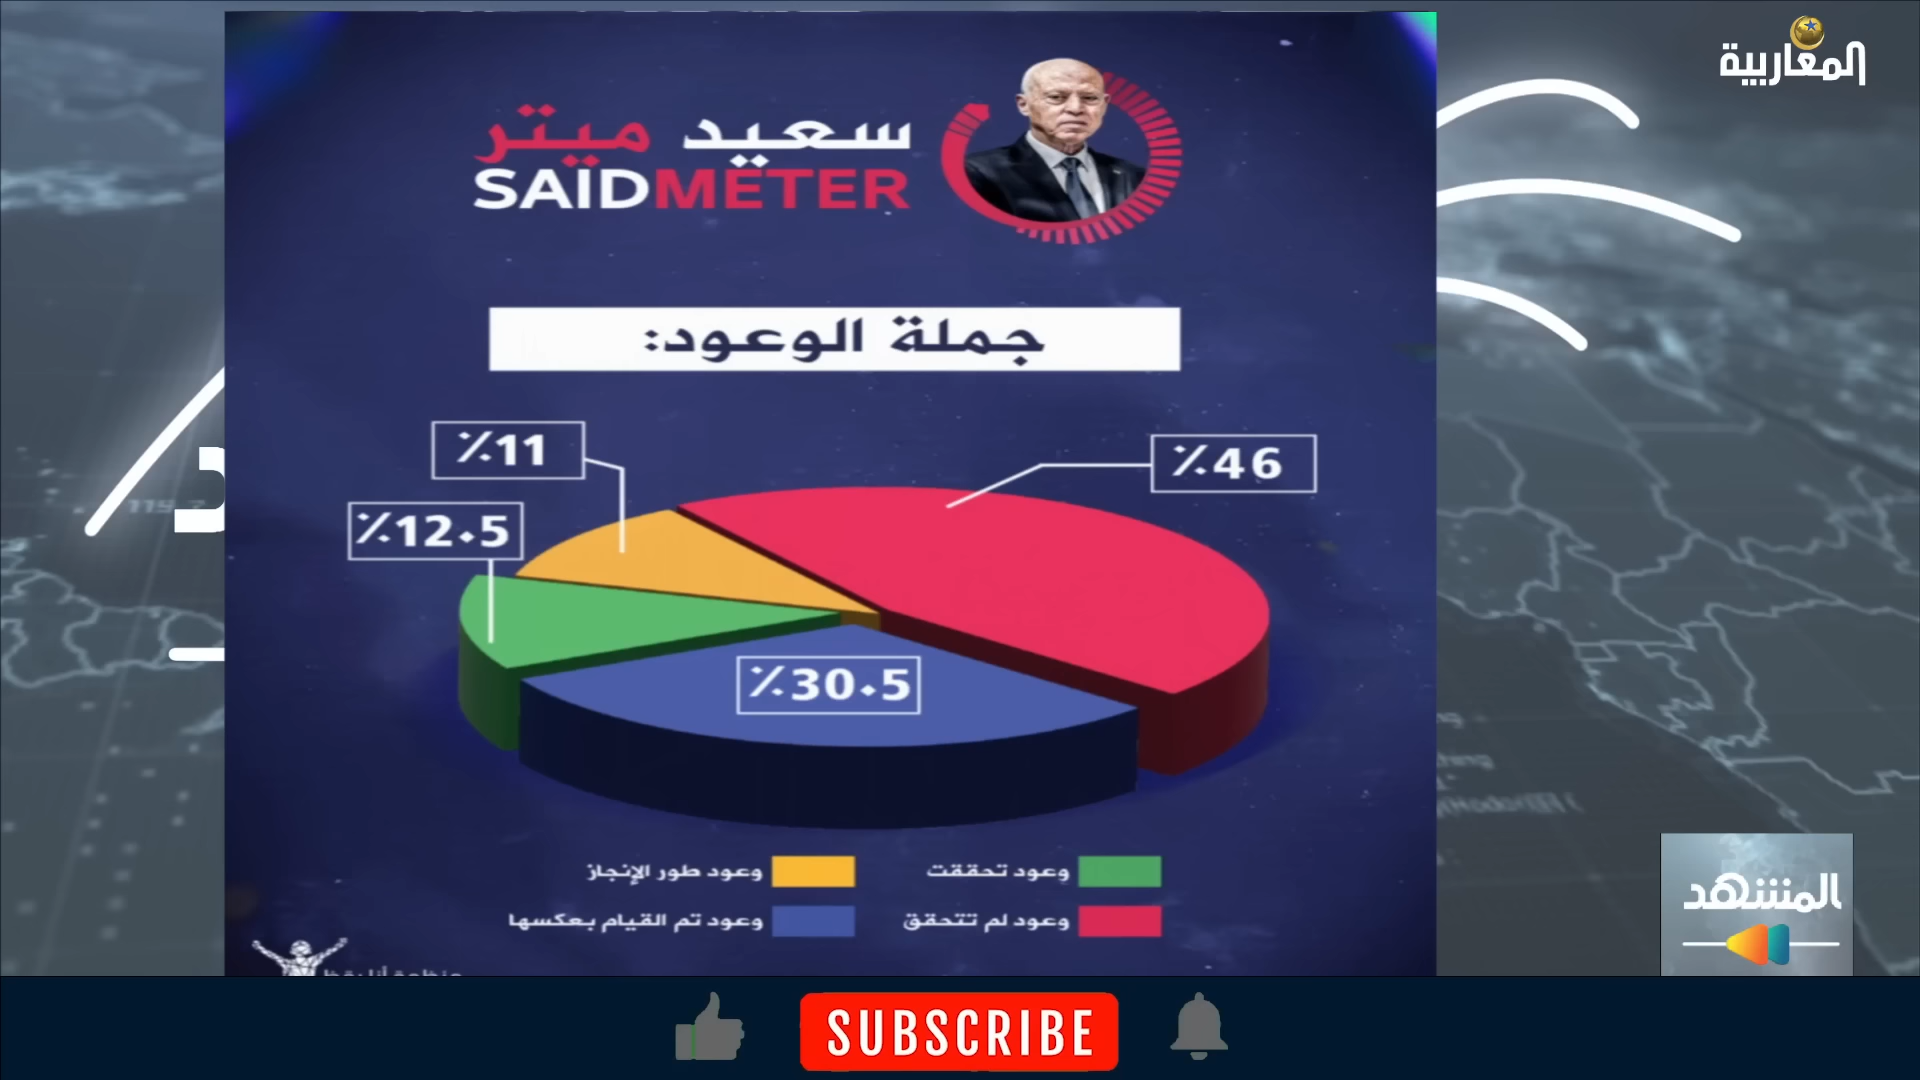 المغاربية
سعيد ميتر
SAIDMETER
جملة الوعود:
٪11
٪46
٪12.5
٪30.5
وعود تحققت
وعود طور الإنجاز
وعود لم تتحقق
وعود تم القيام بعكسها
المشهد
SUBSCRIBE